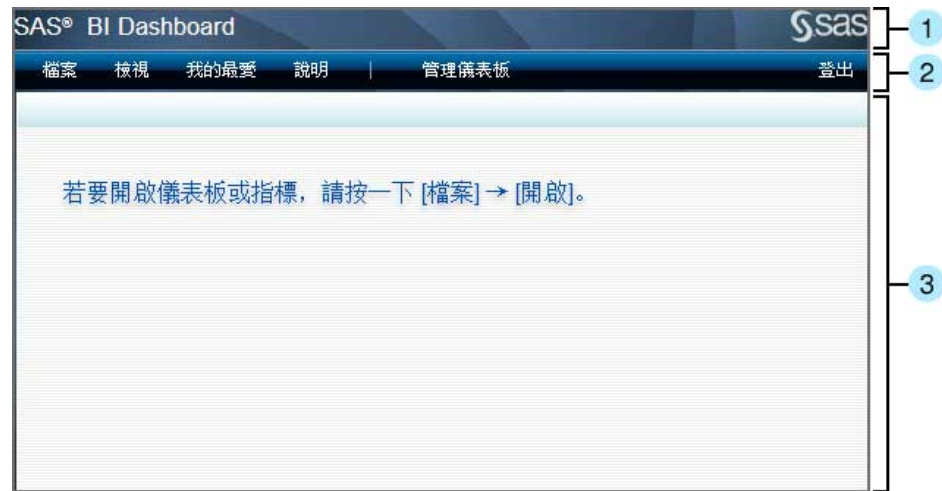 SAS® BI Dashboard
sas
1
檔案 檢視 我的最愛 說明 | 管理儀表板 登出
2
若要開啟儀表板或指標，請按一下 [檔案] → [開啟]。
3